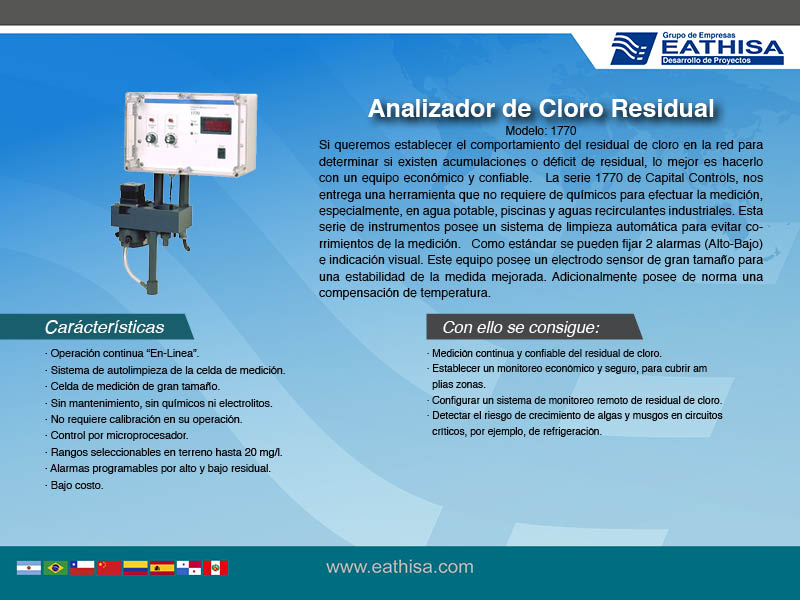 Grupo de Empresas
EATHISA
Desarrollo de Proyectos
Analizador de Cloro Residual
Modelo: 1770
Si queremos establecer el comportamiento del residual de cloro en la red para
determinar si existen acumulaciones o déficit de residual, lo mejor es hacerlo
con un equipo económico y confiable. La serie 1770 de Capital Controls, nos
entrega una herramienta que no requiere de químicos para efectuar la medición,
especialmente, en agua potable, piscinas y aguas recirculantes industriales. Esta
serie de instrumentos posee un sistema de limpieza automática para evitar co-
rrimientos de la medición. Como estándar se pueden fijar 2 alarmas (Alto-Bajo)
e indicación visual. Este equipo posee un electrodo sensor de gran tamaño para
una estabilidad de la medida mejorada. Adicionalmente posee de norma una
compensación de temperatura.
Carácterísticas
· Operación continua “En-Linea”.
· Sistema de autolimpieza de la celda de medición.
· Celda de medición de gran tamaño.
· Sin mantenimiento, sin químicos ni electrolitos.
· No requiere calibración en su operación.
· Control por microprocesador.
· Rangos seleccionables en terreno hasta 20 mg/l.
· Alarmas programables por alto y bajo residual.
· Bajo costo.
Con ello se consigue:
· Medición continua y confiable del residual de cloro.
· Establecer un monitoreo económico y seguro, para cubrir am
plias zonas.
· Configurar un sistema de monitoreo remoto de residual de cloro.
· Detectar el riesgo de crecimiento de algas y musgos en circuitos
críticos, por ejemplo, de refrigeración.
www.eathisa.com